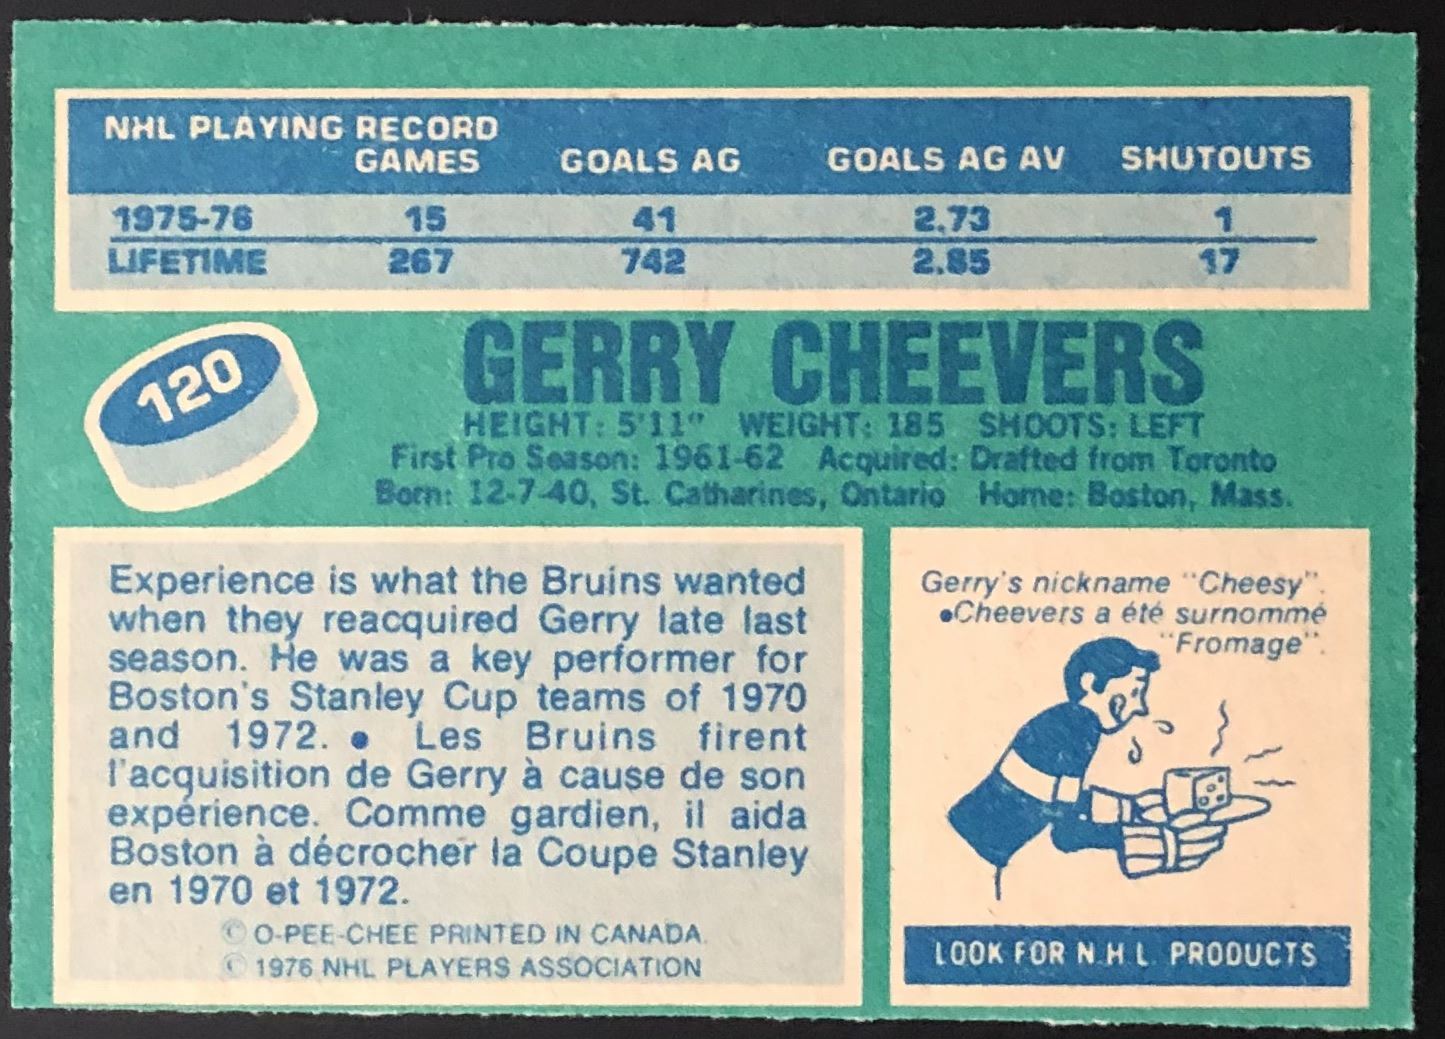 NHL PLAYING RECORD
GAMES GOALS AG GOALS AG AV SHUTOUTS
1975-76 15 41 2.73 1
LIFETIME 267 742 2.85 17
120
GERRY CHEEVERS
HEIGHT: 5'11" WEIGHT: 185 SHOOTS: LEFT
First Pro Season: 1961-62 Acquired: Drafted from Toronto
Born: 12-7-40, St. Catharines, Ontario Home: Boston, Mass.
Experience is what the Bruins wanted
when they reacquired Gerry late last
season. He was a key performer for
Boston's Stanley Cup teams of 1970
and 1972. • Les Bruins firent
l'acquisition de Gerry à cause de son
expérience. Comme gardien, il aida
Boston à décrocher la Coupe Stanley
en 1970 et 1972.
© O-PEE-CHEE PRINTED IN CANADA
© 1976 NHL PLAYERS ASSOCIATION
Gerry's nickname "Cheesy".
•Cheevers a été surnommé
"Fromage".
LOOK FOR N.H.L. PRODUCTS